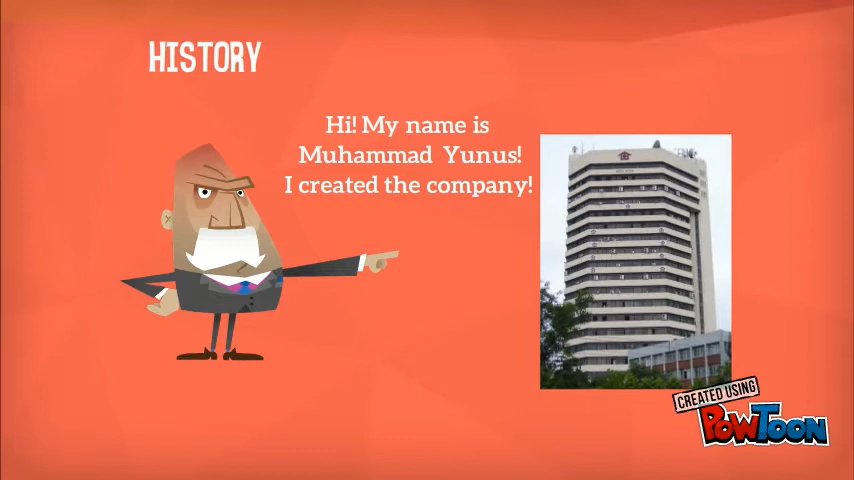 HISTORY
Hi! My name is
Muhammad Yunus!
I created the company!
CREATED USING
POWTOON